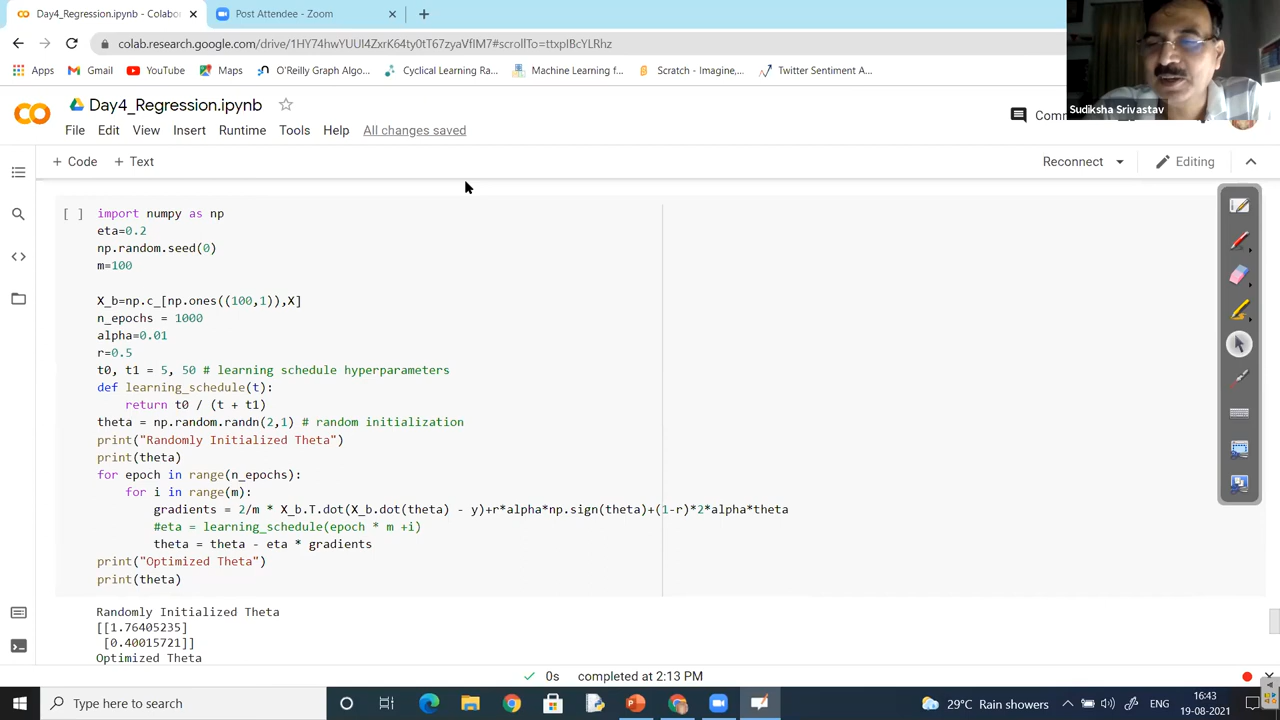 Day4_Regression.ipynb - Colabo
Post Attendee - Zoom
colab.research.google.com/drive/1HY74hwYUUI4ZxrK64ty0tT67zyaVfIM7#scrollTo=ttxpIBcYLRhz
Apps
Gmail
YouTube
Maps
O'Reilly Graph Algo...
Cyclical Learning Ra...
Machine Learning f...
Scratch - Imagine,...
Twitter Sentiment A...
Sudiksha Srivastav
Day4_Regression.ipynb
Comm
File Edit View Insert Runtime Tools Help All changes saved
+ Code + Text
Reconnect
Editing
[ ] import numpy as np
eta=0.2
np.random.seed(0)
m=100
X_b=np.c_[np.ones((100,1)),X]
n_epochs = 1000
alpha=0.01
r=0.5
t0, t1 = 5, 50 # learning schedule hyperparameters
def learning_schedule(t):
return t0 / (t + t1)
theta = np.random.randn(2,1) # random initialization
print("Randomly Initialized Theta")
print(theta)
for epoch in range(n_epochs):
for i in range(m):
gradients = 2/m * X_b.T.dot(X_b.dot(theta) - y)+r*alpha*np.sign(theta)+(1-r)*2*alpha*theta
#eta = learning_schedule(epoch * m +i)
theta = theta - eta * gradients
print("Optimized Theta")
print(theta)
Randomly Initialized Theta
[[1.76405235]
[0.40015721]]
Optimized Theta
0s completed at 2:13 PM
Type here to search
29°C Rain showers
ENG
16:43
19-08-2021